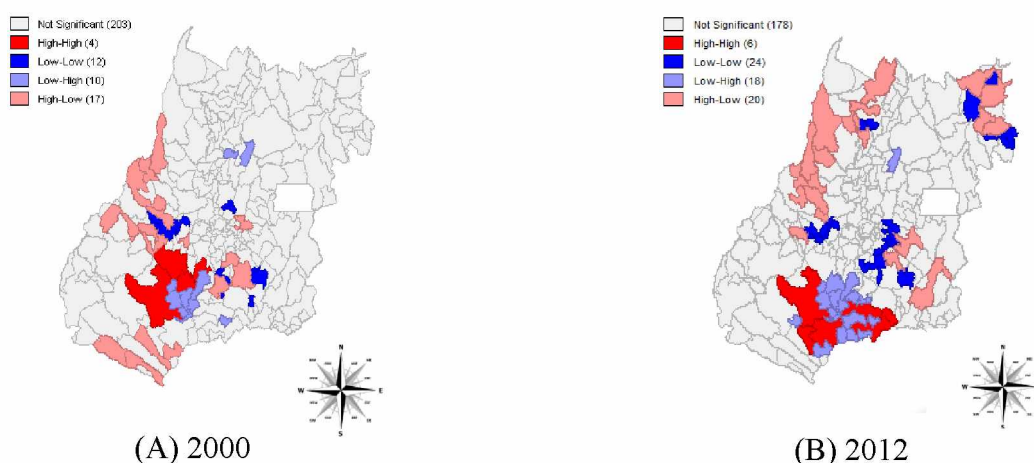 Not Significant (203)
High-High (4)
Low-Low (12)
Low-High (10)
High-Low (17)
N
W
E
S
(A) 2000
Not Significant (178)
High-High (6)
Low-Low (24)
Low-High (18)
High-Low (20)
N
W
E
S
(B) 2012